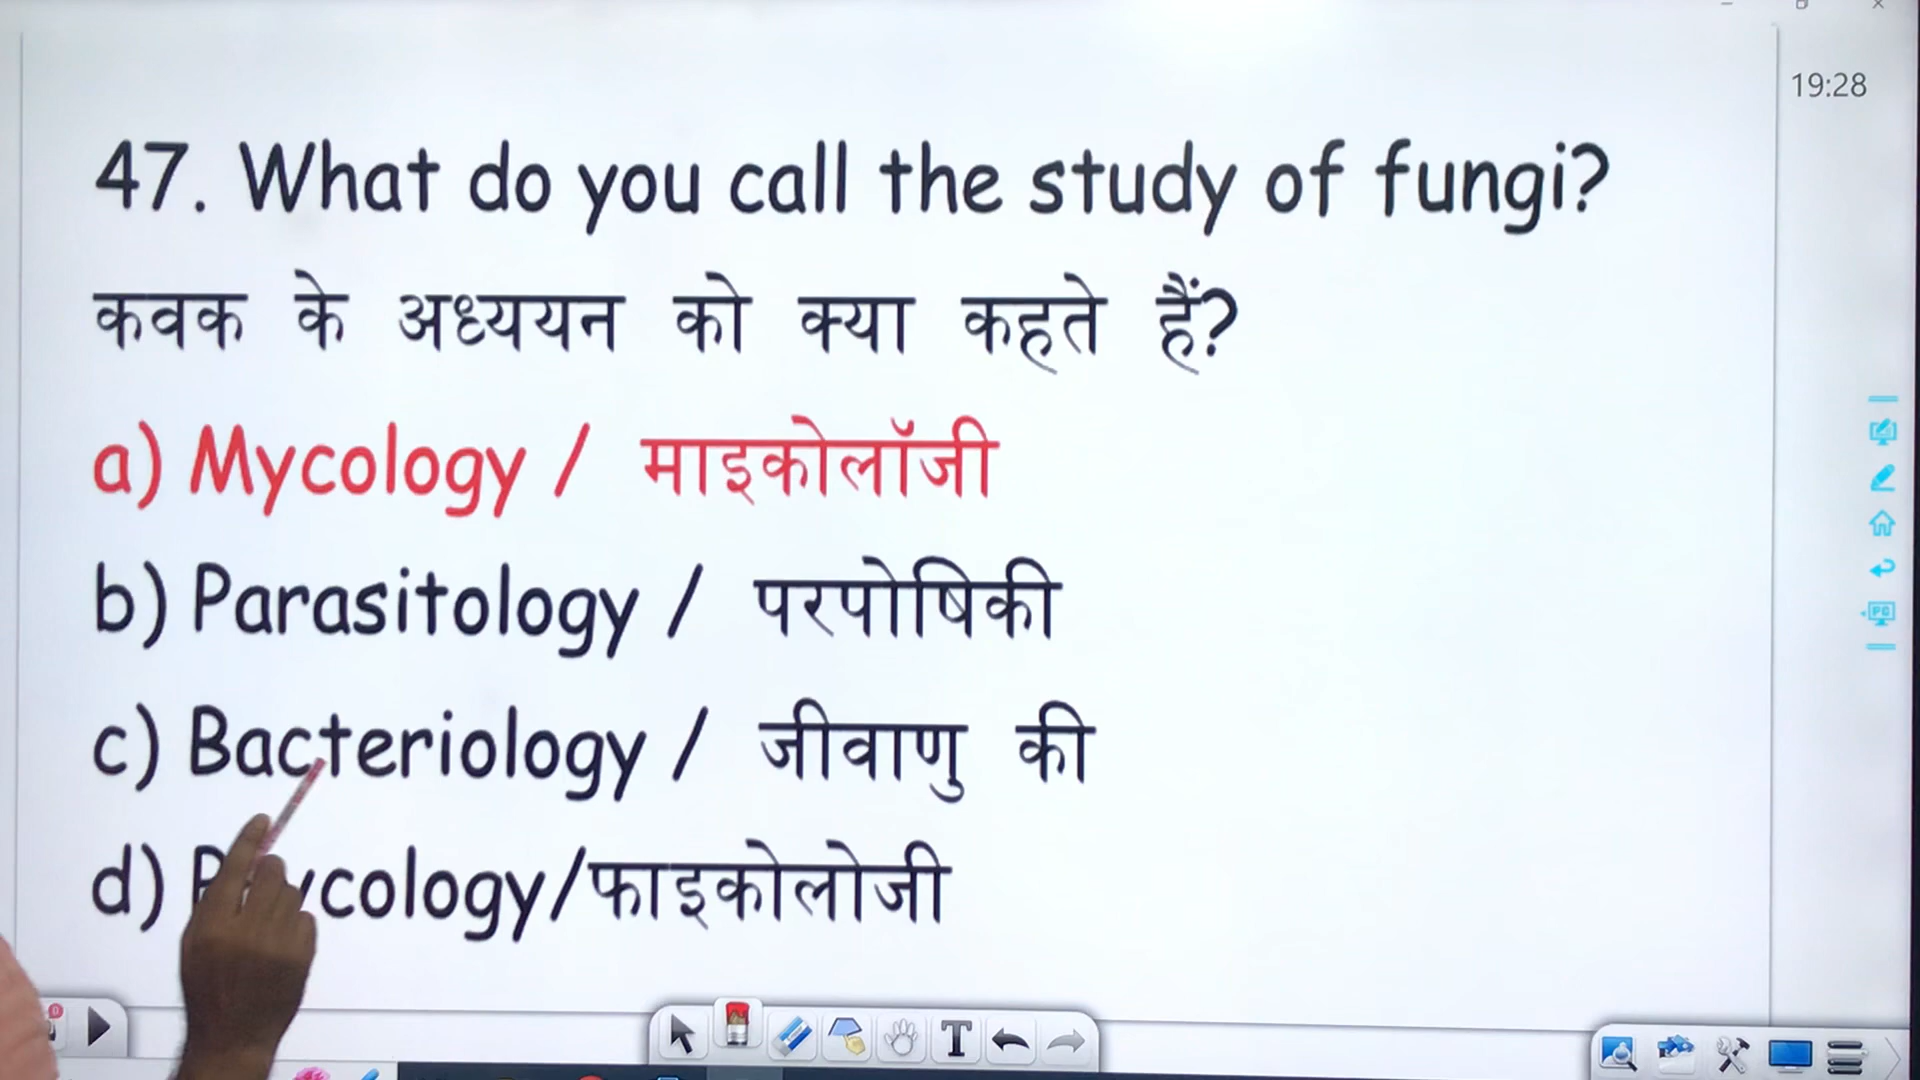 19:28
47. What do you call the study of fungi?
कवक के अध्ययन को क्या कहते हैं?
a) Mycology / माइकोलॉजी
b) Parasitology / परपोषिकी
c) Bacteriology / जीवाणु की
d) /फाइकोलोजी
PC
T